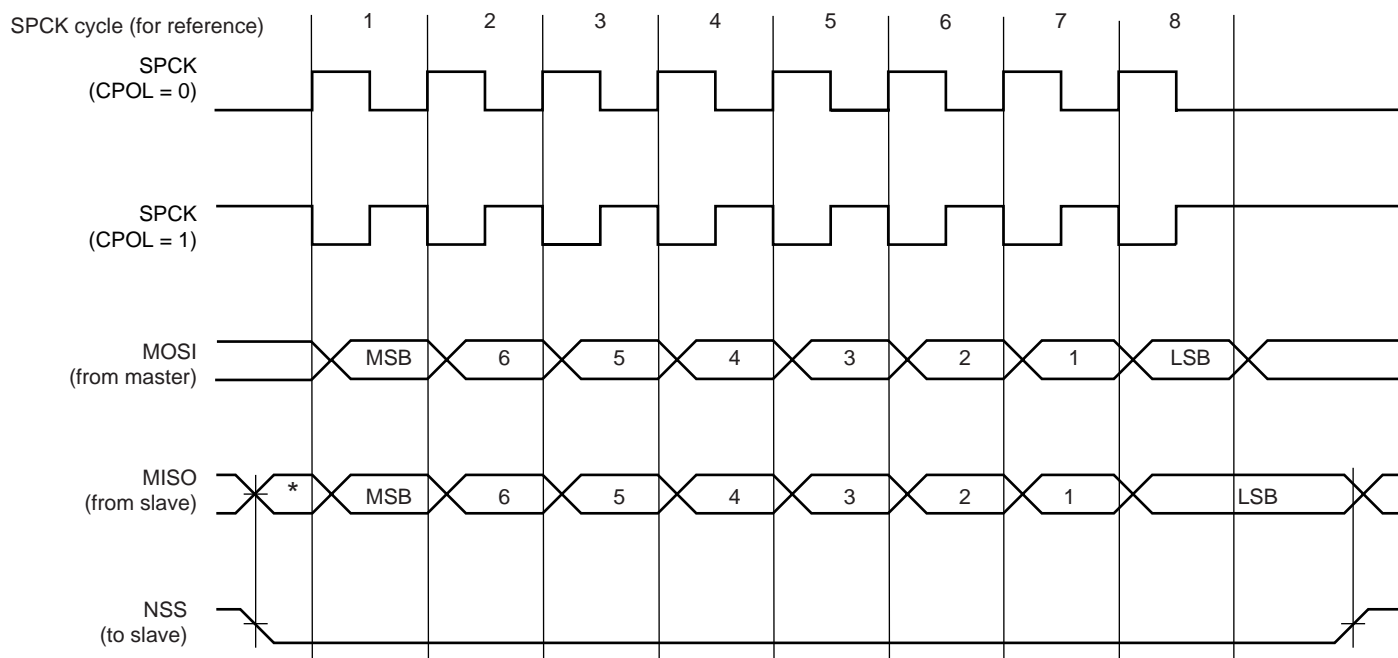 SPCK cycle (for reference) 1 2 3 4 5 6 7 8
SPCK
(CPOL = 0)
SPCK
(CPOL = 1)
MOSI
(from master)
MSB 6 5 4 3 2 1 LSB
MISO
(from slave)
* MSB 6 5 4 3 2 1 LSB
NSS
(to slave)